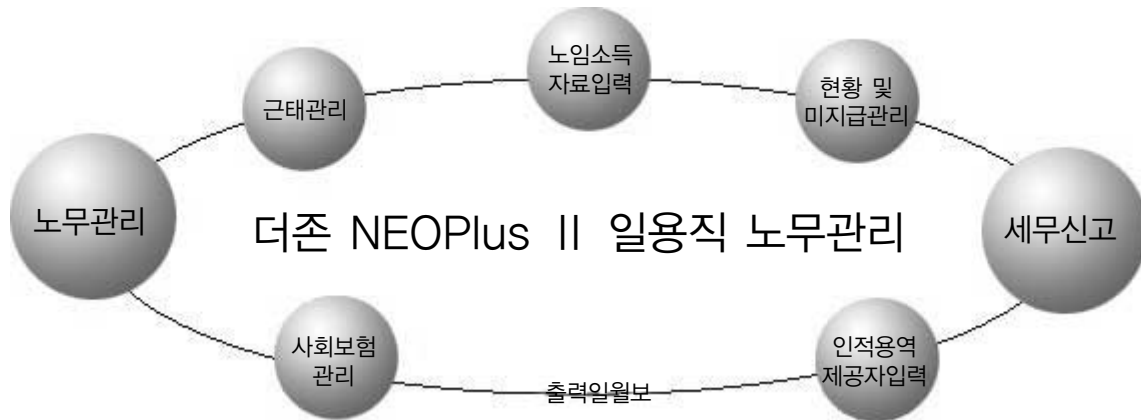 노임소득
자료입력
현황 및
미지급관리
근태관리
노무관리
더존 NEOPlus II 일용직 노무관리
세무신고
사회보험
관리
인적용역
제공자입력
출력일월보